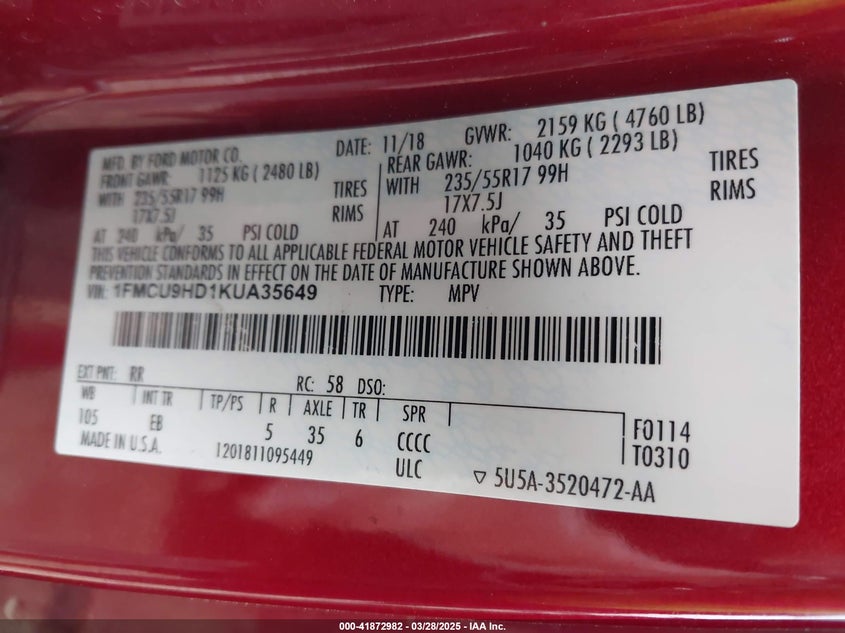 MFD. BY FORD MOTOR CO. DATE: 11/18 GVWR: 2159 KG ( 4760 LB)
FRONT GAWR: 1125 KG ( 2480 LB) REAR GAWR: 1040 KG ( 2293 LB)
WITH 235/55R17 99H TIRES WITH 235/55R17 99H TIRES
17X7.5J RIMS 17X7.5J RIMS
AT 240 kPa/ 35 PSI COLD AT 240 kPa/ 35 PSI COLD
THIS VEHICLE CONFORMS TO ALL APPLICABLE FEDERAL MOTOR VEHICLE SAFETY AND THEFT
PREVENTION STANDARDS IN EFFECT ON THE DATE OF MANUFACTURE SHOWN ABOVE.
VIN: 1FMCU9HD1KUA35649 TYPE: MPV
EXT PNT: RR RC: 58 DSO:
WB INT TR TP/PS R AXLE TR SPR
105 EB 5 35 6 CCCC F0114
MADE IN U.S.A. 1201811095449 ULC T0310
▽ 5U5A-3520472-AA
000-41872982 - 03/28/2025 - IAA Inc.